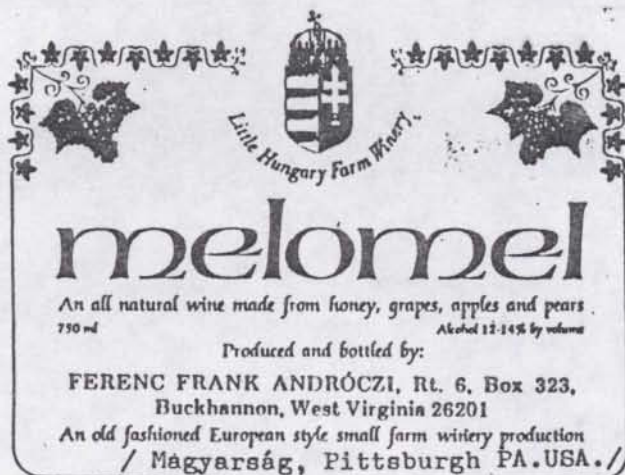 Little Hungary Farm Winery
melomel
An all natural wine made from honey, grapes, apples and pears
750 ml Alcohol 12-14% by volume
Produced and bottled by:
FERENC FRANK ANDRÓCZI, Rt. 6, Box 323,
Buckhannon, West Virginia 26201
An old fashioned European style small farm winery production
/ Magyarság, Pittsburgh PA.USA./